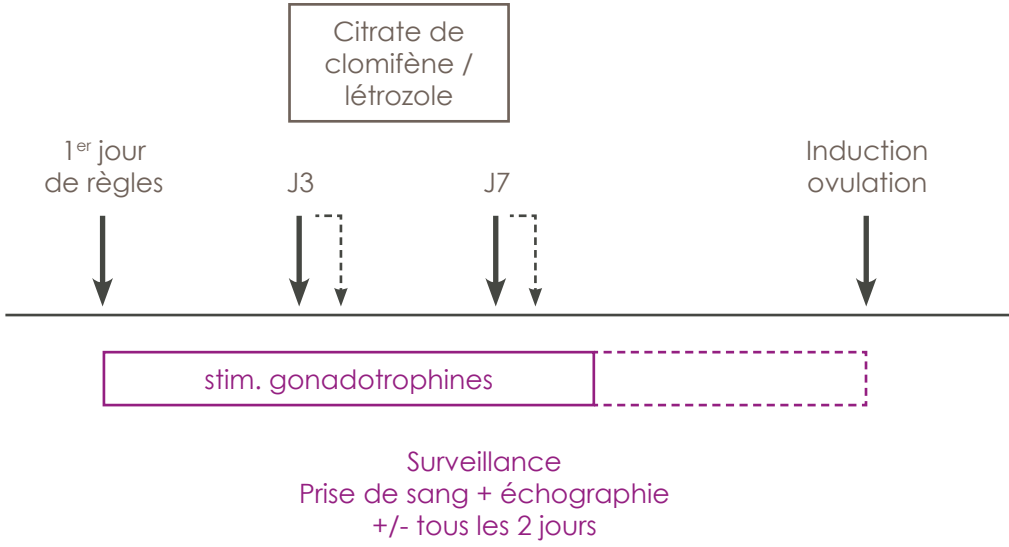 Citrate de
clomifène /
létrozole
1er jour
de règles
J3
J7
Induction
ovulation
stim. gonadotrophines
Surveillance
Prise de sang + échographie
+/- tous les 2 jours